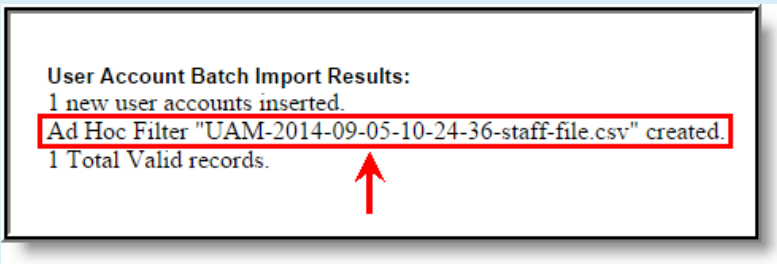 User Account Batch Import Results:
1 new user accounts inserted.
Ad Hoc Filter "UAM-2014-09-05-10-24-36-staff-file.csv" created.
1 Total Valid records.